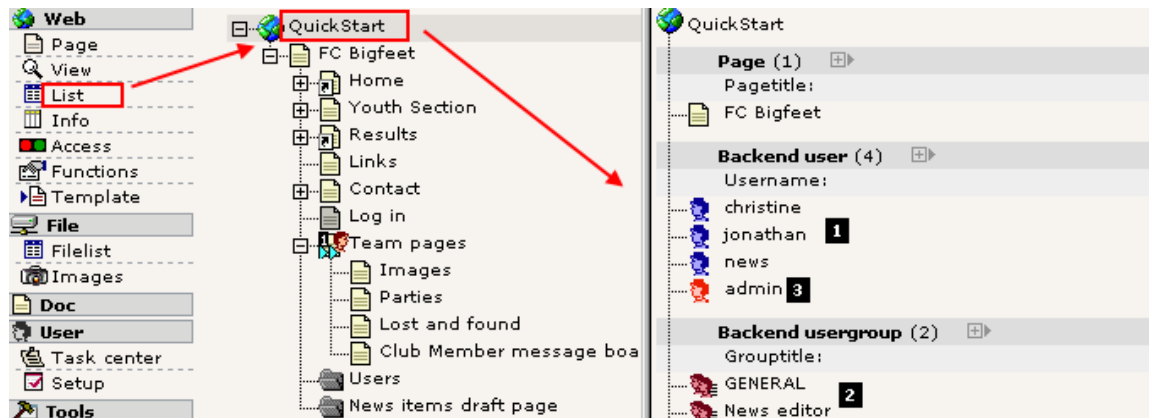 Web
Page
View
List
Info
Access
Functions
Template
File
Filelist
Images
Doc
User
Task center
Setup
Tools
QuickStart
FC Bigfeet
Home
Youth Section
Results
Links
Contact
Log in
Team pages
Images
Parties
Lost and found
Club Member message boa
Users
News items draft page
QuickStart
Page (1)
Pagetitle:
FC Bigfeet
Backend user (4)
Username:
christine
jonathan 1
news
admin 3
Backend usergroup (2)
Grouptitle:
GENERAL
2
News editor